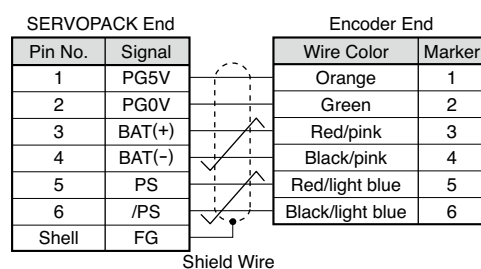 SERVOPACK End Encoder End
Pin No. Signal Wire Color Marker
1 PG5V Orange 1
2 PG0V Green 2
3 BAT(+) Red/pink 3
4 BAT(-) Black/pink 4
5 PS Red/light blue 5
6 /PS Black/light blue 6
Shell FG
Shield Wire